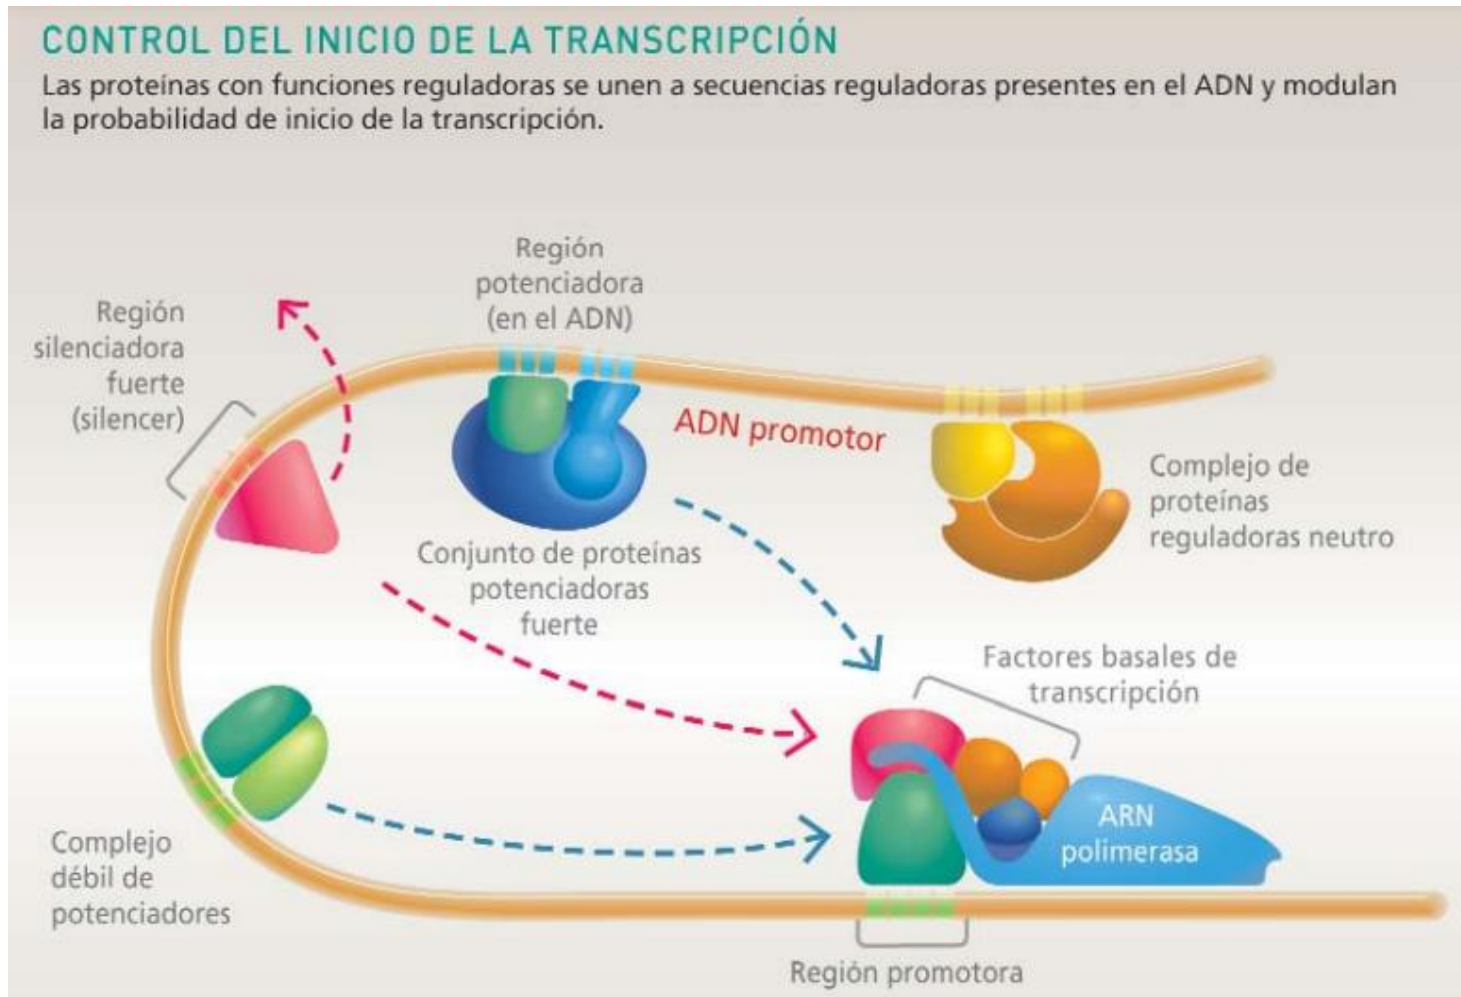 CONTROL DEL INICIO DE LA TRANSCRIPCIÓN
Las proteínas con funciones reguladoras se unen a secuencias reguladoras presentes en el ADN y modulan
la probabilidad de inicio de la transcripción.
Región
potenciadora
(en el ADN)
Región
silenciadora
fuerte
(silencer)
ADN promotor
Complejo de
proteínas
reguladoras neutro
Conjunto de proteínas
potenciadoras
fuerte
Factores basales de
transcripción
ARN
polimerasa
Complejo
débil de
potenciadores
Región promotora